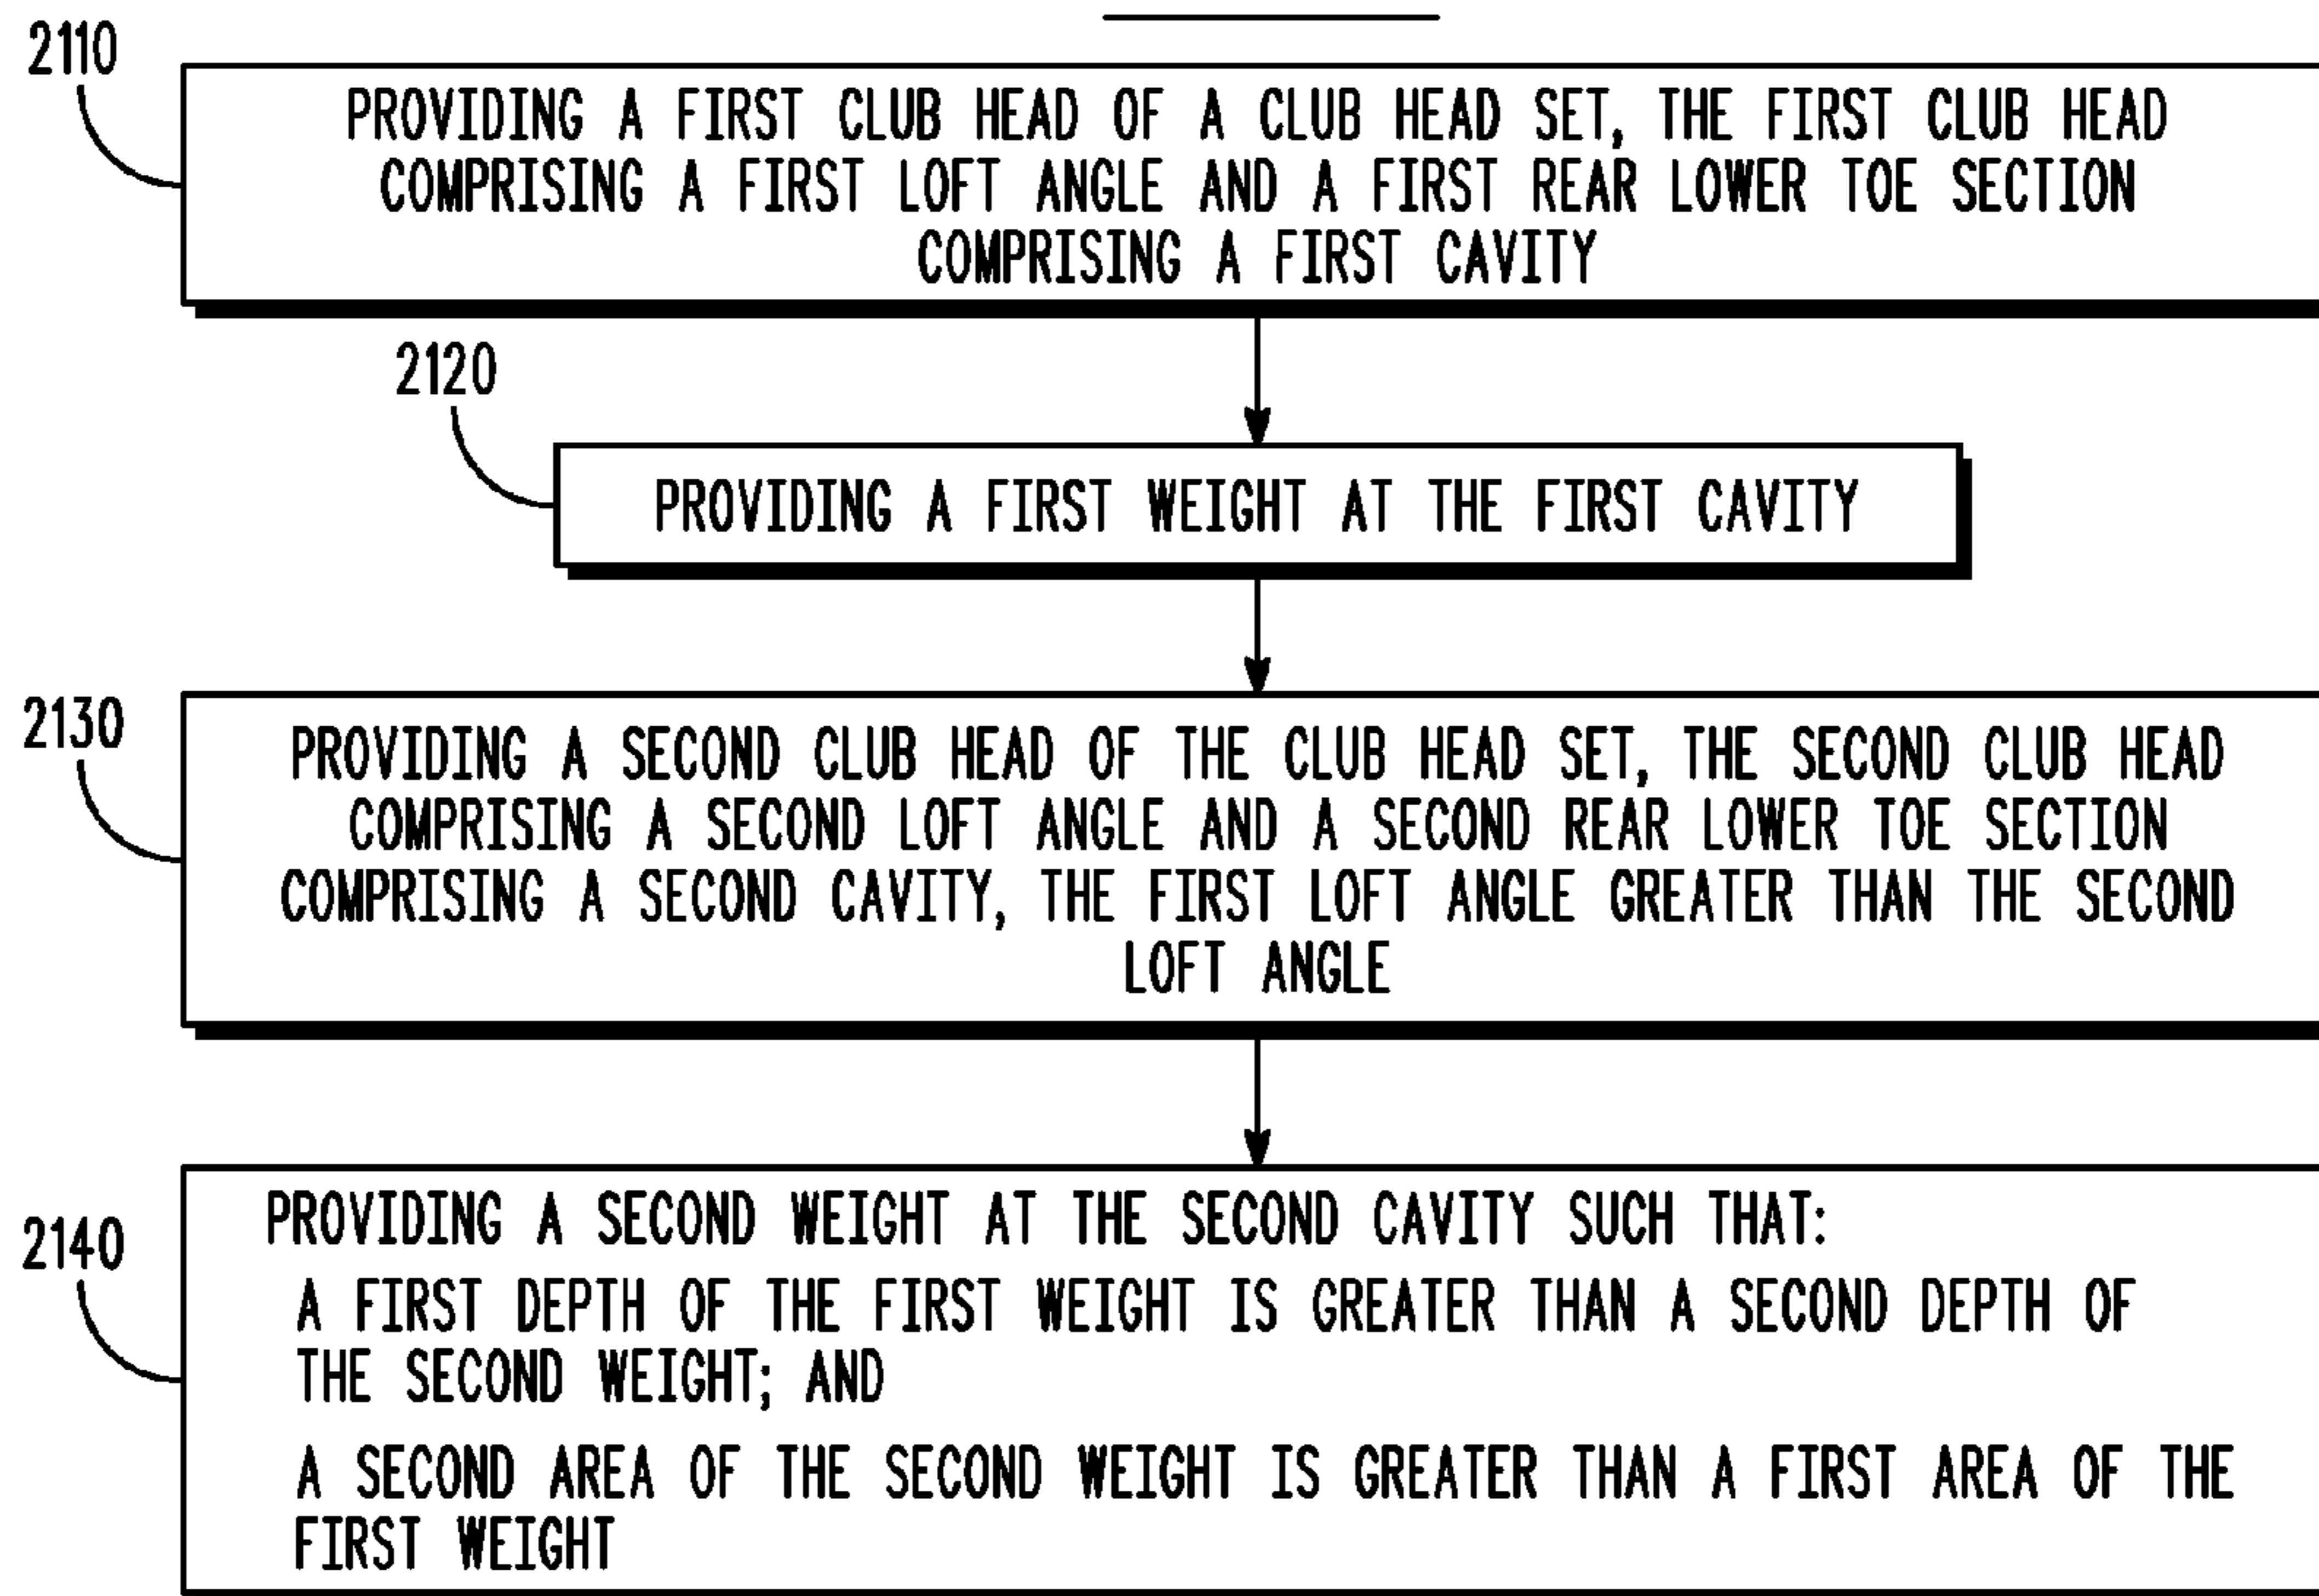 2110
PROVIDING A FIRST CLUB HEAD OF A CLUB HEAD SET, THE FIRST CLUB HEAD
COMPRISING A FIRST LOFT ANGLE AND A FIRST REAR LOWER TOE SECTION
COMPRISING A FIRST CAVITY
2120
PROVIDING A FIRST WEIGHT AT THE FIRST CAVITY
2130
PROVIDING A SECOND CLUB HEAD OF THE CLUB HEAD SET, THE SECOND CLUB HEAD
COMPRISING A SECOND LOFT ANGLE AND A SECOND REAR LOWER TOE SECTION
COMPRISING A SECOND CAVITY, THE FIRST LOFT ANGLE GREATER THAN THE SECOND
LOFT ANGLE
2140
PROVIDING A SECOND WEIGHT AT THE SECOND CAVITY SUCH THAT:
A FIRST DEPTH OF THE FIRST WEIGHT IS GREATER THAN A SECOND DEPTH OF
THE SECOND WEIGHT; AND
A SECOND AREA OF THE SECOND WEIGHT IS GREATER THAN A FIRST AREA OF THE
FIRST WEIGHT